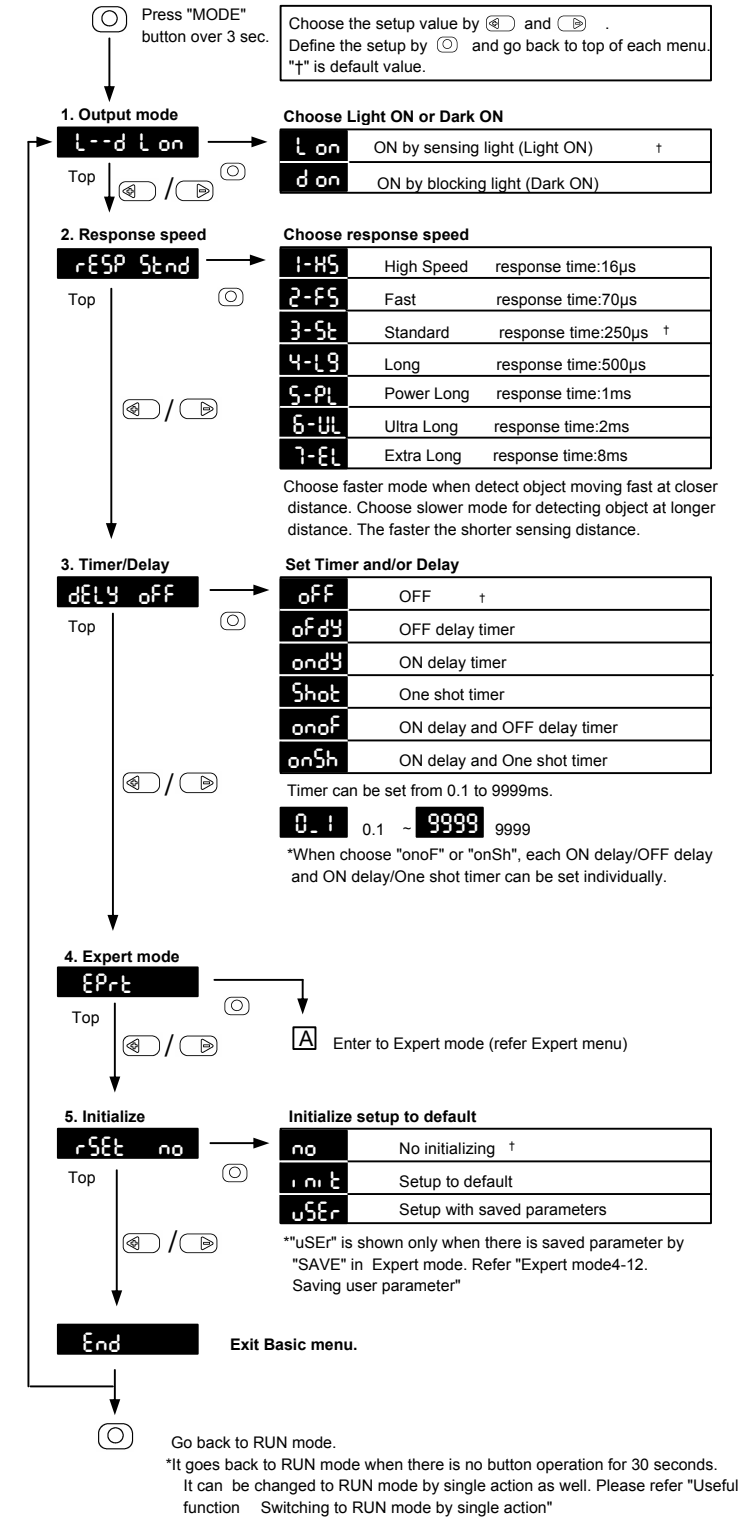 Press "MODE"
button over 3 sec.
Choose the setup value by and .
Define the setup by and go back to top of each menu.
"†" is default value.
1. Output mode
L--d L on
Top
/
Choose Light ON or Dark ON
L on ON by sensing light (Light ON) †
d on ON by blocking light (Dark ON)
2. Response speed
rESP Stnd
Top
/
Choose response speed
1-HS High Speed response time:16µs
2-FS Fast response time:70µs
3-St Standard response time:250µs †
4-L9 Long response time:500µs
5-PL Power Long response time:1ms
6-UL Ultra Long response time:2ms
7-EL Extra Long response time:8ms
Choose faster mode when detect object moving fast at closer
distance. Choose slower mode for detecting object at longer
distance. The faster the shorter sensing distance.
3. Timer/Delay
dELY oFF
Top
/
Set Timer and/or Delay
oFF OFF †
oFdY OFF delay timer
ondY ON delay timer
Shot One shot timer
onoF ON delay and OFF delay timer
onSh ON delay and One shot timer
Timer can be set from 0.1 to 9999ms.
0_1 0.1 ~ 9999 9999
*When choose "onoF" or "onSh", each ON delay/OFF delay
and ON delay/One shot timer can be set individually.
4. Expert mode
EPrt
Top
/
A Enter to Expert mode (refer Expert menu)
5. Initialize
rSEt no
Top
/
Initialize setup to default
no No initializing †
init Setup to default
uSEr Setup with saved parameters
*"uSEr" is shown only when there is saved parameter by
"SAVE" in Expert mode. Refer "Expert mode4-12.
Saving user parameter"
End
Exit Basic menu.
Go back to RUN mode.
*It goes back to RUN mode when there is no button operation for 30 seconds.
It can be changed to RUN mode by single action as well. Please refer "Useful
function Switching to RUN mode by single action"